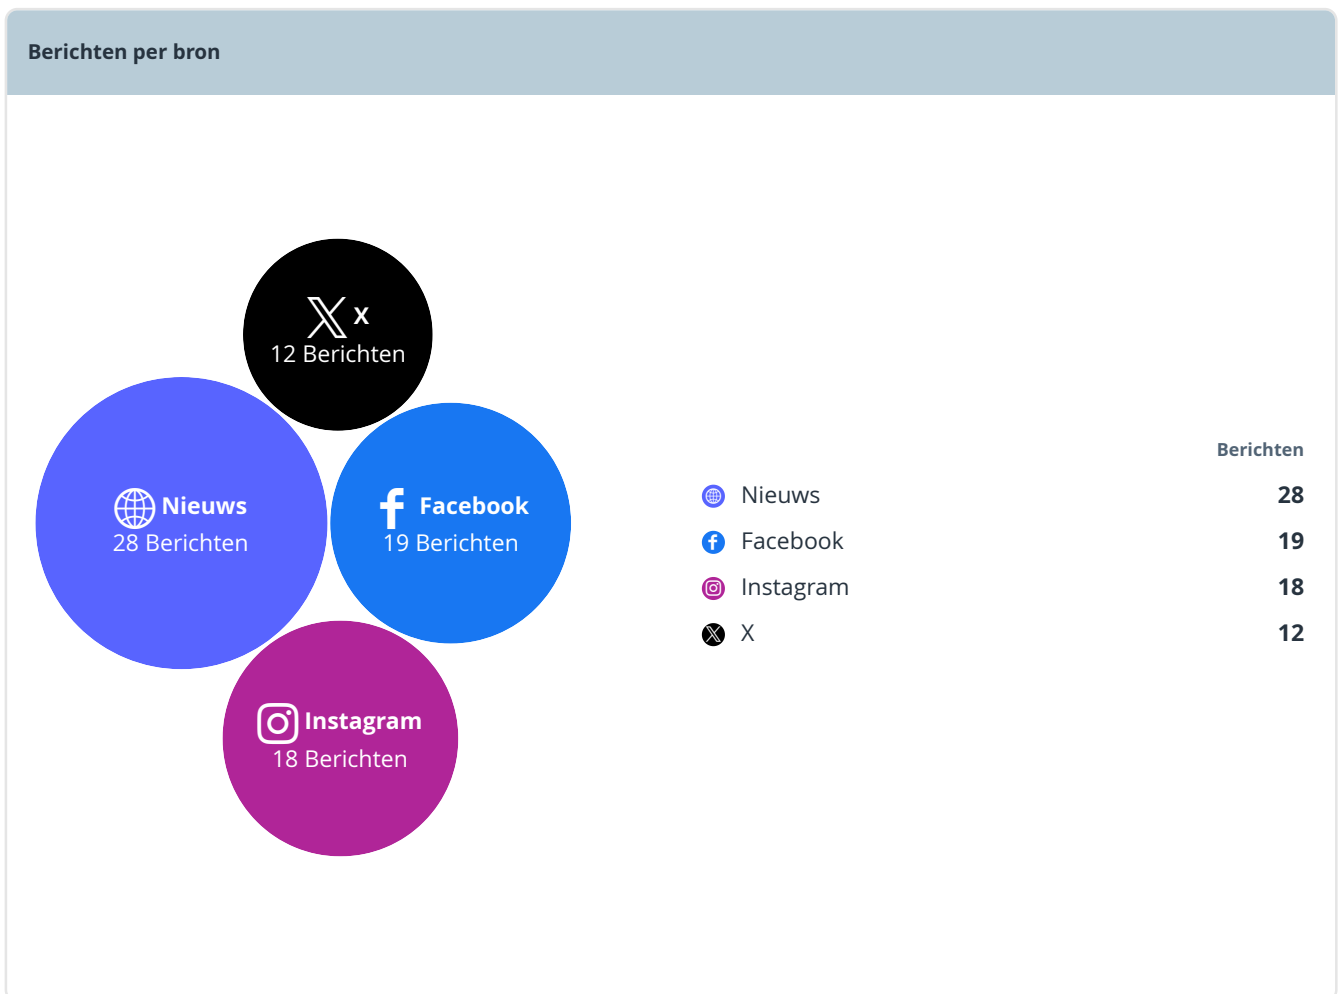 Berichten per bron
X
12 Berichten
Nieuws
28 Berichten
Facebook
19 Berichten
Instagram
18 Berichten
Berichten
Nieuws 28
Facebook 19
Instagram 18
X 12